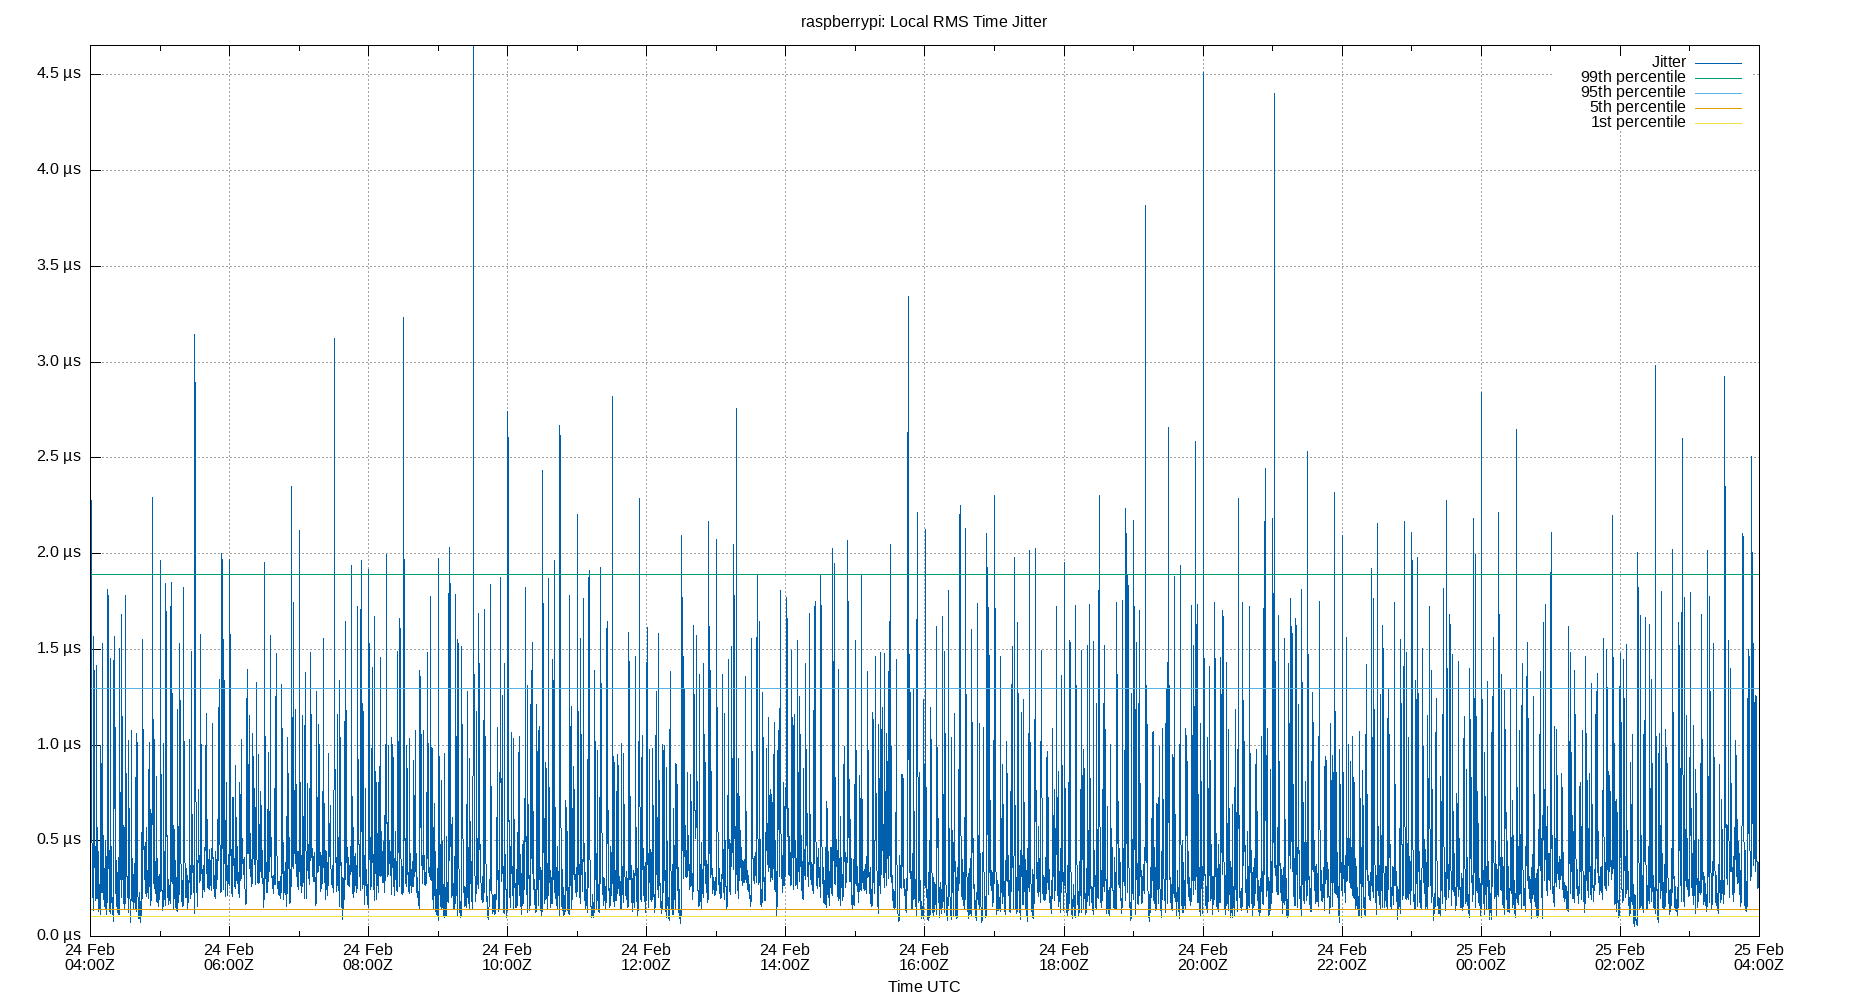 raspberrypi: Local RMS Time Jitter
Jitter
99th percentile
95th percentile
5th percentile
1st percentile
4.5 µs
4.0 µs
3.5 µs
3.0 µs
2.5 µs
2.0 µs
1.5 µs
1.0 µs
0.5 µs
0.0 µs
24 Feb 24 Feb 24 Feb 24 Feb 24 Feb 24 Feb 24 Feb 24 Feb 24 Feb 24 Feb 25 Feb 25 Feb 25 Feb
04:00Z 06:00Z 08:00Z 10:00Z 12:00Z 14:00Z 16:00Z 18:00Z 20:00Z 22:00Z 00:00Z 02:00Z 04:00Z
Time UTC